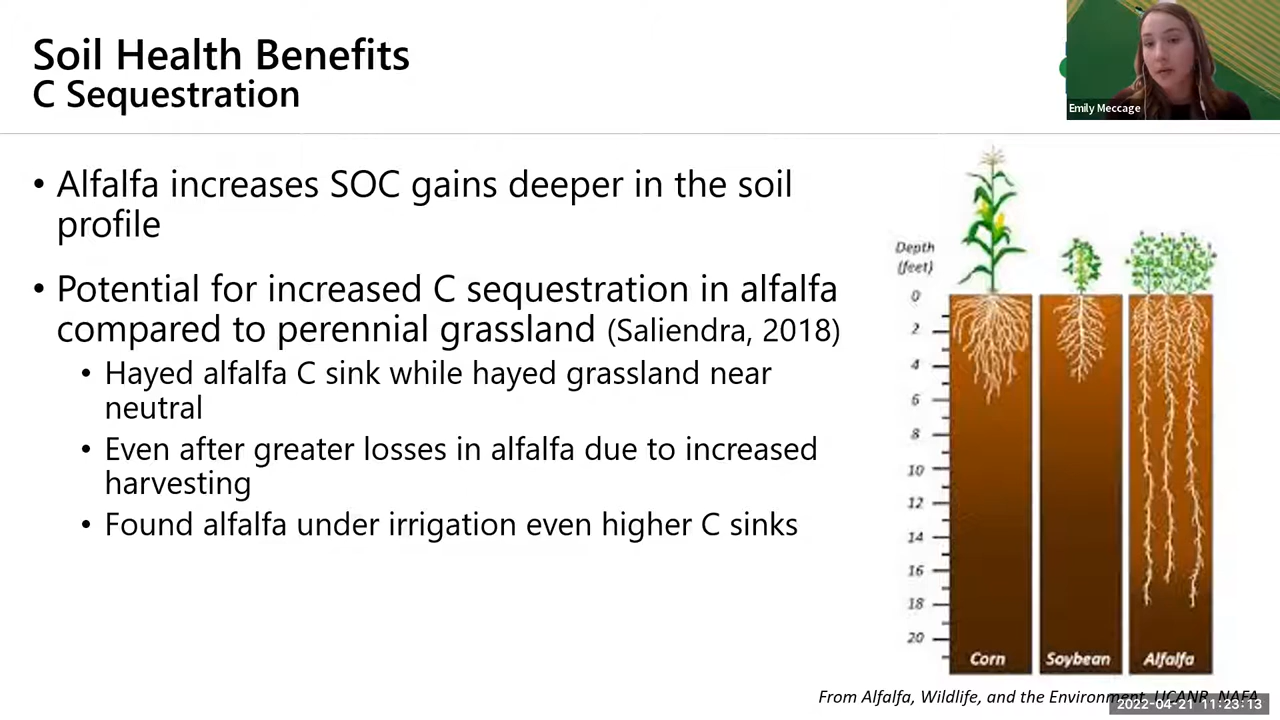 Soil Health Benefits
C Sequestration
Emily Meccage
• Alfalfa increases SOC gains deeper in the soil
profile
• Potential for increased C sequestration in alfalfa
compared to perennial grassland (Saliendra, 2018)
• Hayed alfalfa C sink while hayed grassland near
neutral
• Even after greater losses in alfalfa due to increased
harvesting
• Found alfalfa under irrigation even higher C sinks
Depth
(feet)
0
2
4
6
8
10
12
14
16
18
20
Corn
Soybean
Alfalfa
From Alfalfa, Wildlife, and the Environment, UCANR, NAFA
2022-04-21 11:23:13